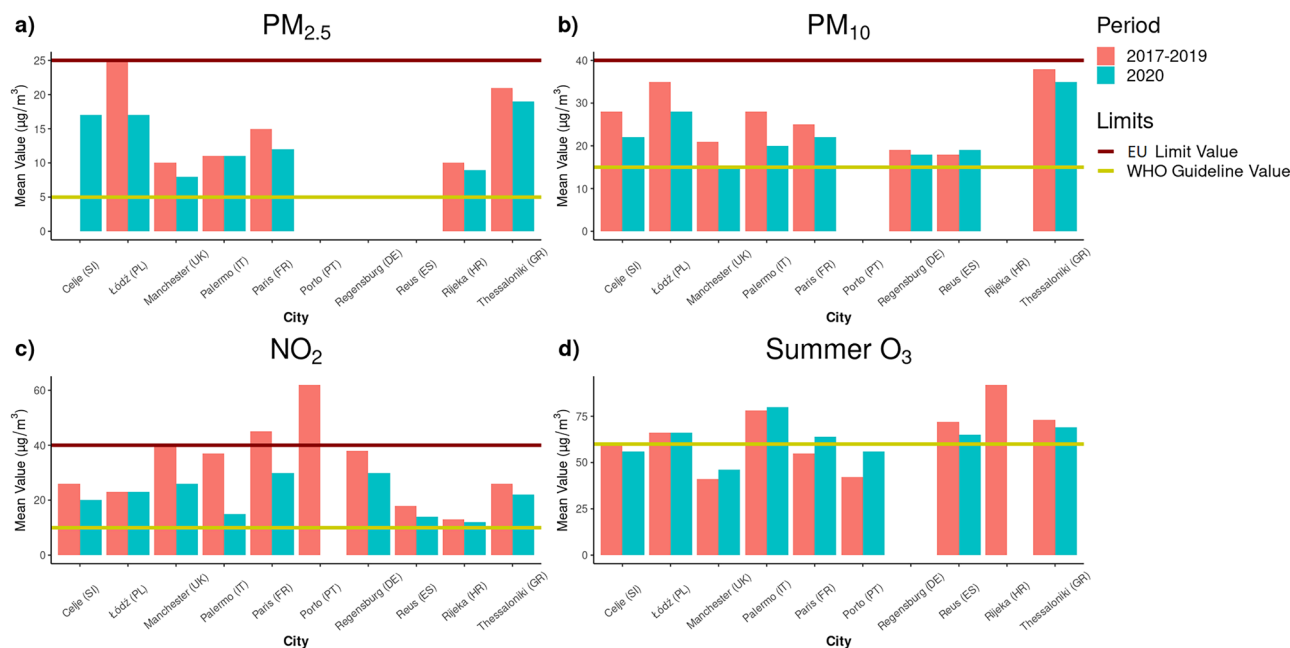 a) PM2.5
Mean Value (μg/m³)
25
20
15
10
5
0
Celje (SI)
Łódź (PL)
Manchester (UK)
Palermo (IT)
Paris (FR)
Porto (PT)
Regensburg (DE)
Reus (ES)
Rijeka (HR)
Thessaloniki (GR)
City
b) PM10
Mean Value (μg/m³)
40
30
20
10
0
Celje (SI)
Łódź (PL)
Manchester (UK)
Palermo (IT)
Paris (FR)
Porto (PT)
Regensburg (DE)
Reus (ES)
Rijeka (HR)
Thessaloniki (GR)
City
Period
2017-2019
2020
Limits
EU Limit Value
WHO Guideline Value
c) NO2
Mean Value (μg/m³)
60
40
20
0
Celje (SI)
Łódź (PL)
Manchester (UK)
Palermo (IT)
Paris (FR)
Porto (PT)
Regensburg (DE)
Reus (ES)
Rijeka (HR)
Thessaloniki (GR)
City
d) Summer O3
Mean Value (μg/m³)
75
50
25
0
Celje (SI)
Łódź (PL)
Manchester (UK)
Palermo (IT)
Paris (FR)
Porto (PT)
Regensburg (DE)
Reus (ES)
Rijeka (HR)
Thessaloniki (GR)
City